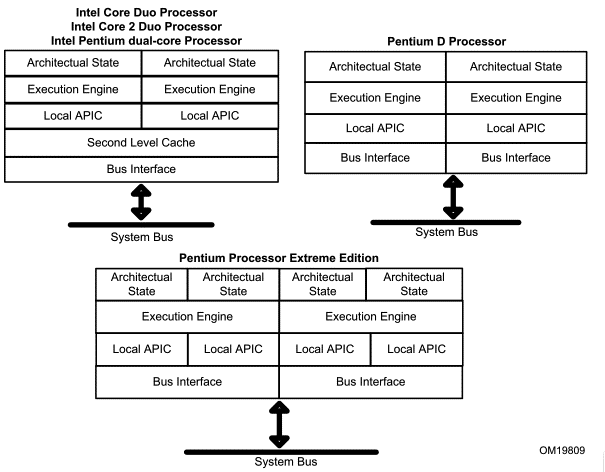 Intel Core Duo Processor
Intel Core 2 Duo Processor
Intel Pentium dual-core Processor
Architectual State Architectual State
Execution Engine Execution Engine
Local APIC Local APIC
Second Level Cache
Bus Interface
System Bus
Pentium D Processor
Architectual State Architectual State
Execution Engine Execution Engine
Local APIC Local APIC
Bus Interface Bus Interface
System Bus
Pentium Processor Extreme Edition
Architectual Architectual Architectual Architectual
State State State State
Execution Engine Execution Engine
Local APIC Local APIC Local APIC Local APIC
Bus Interface Bus Interface
System Bus
OM19809